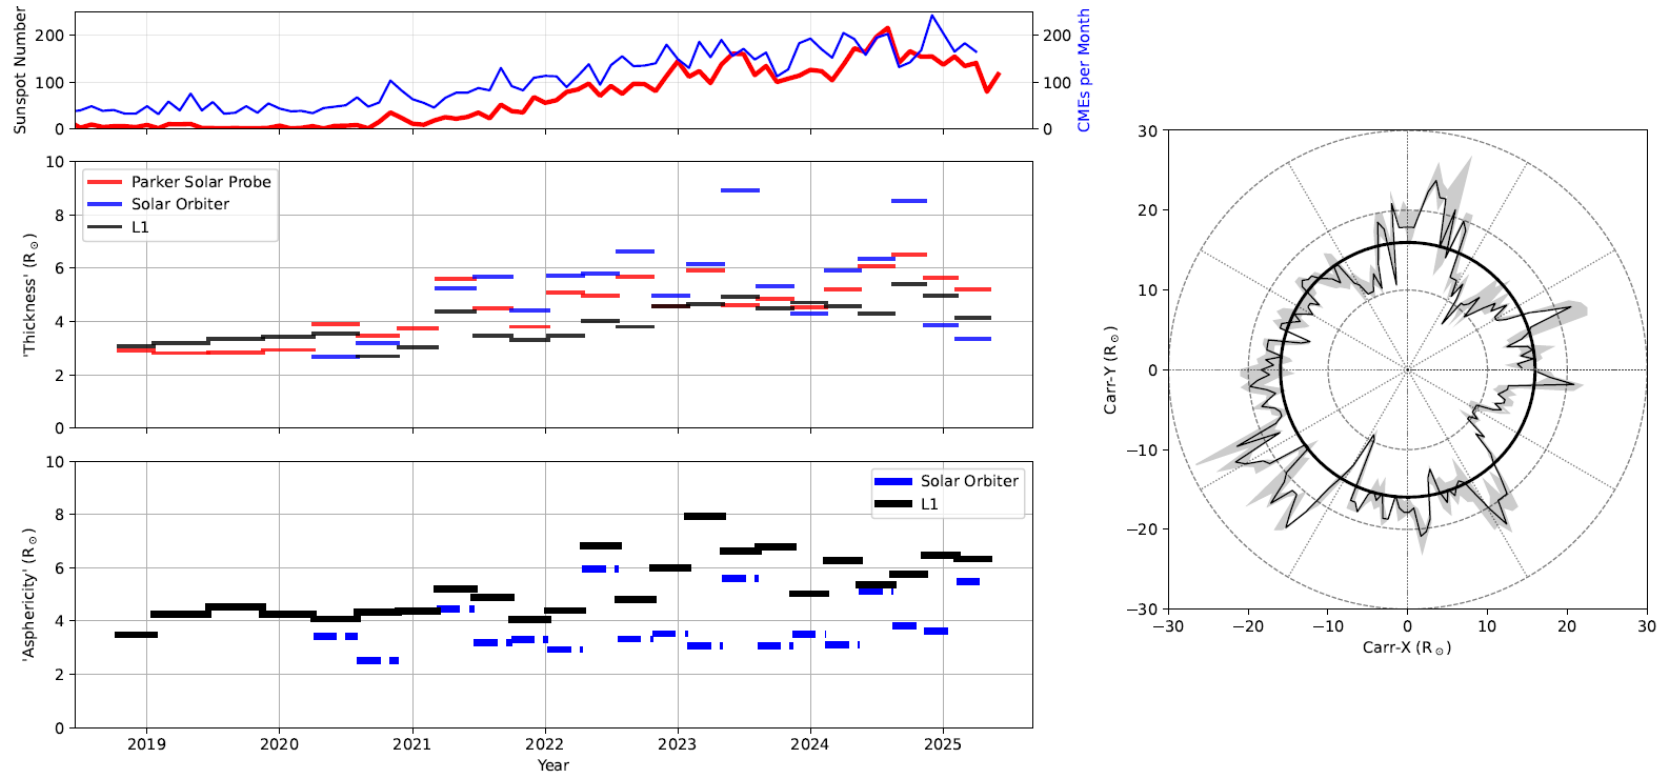 Sunspot Number
200
100
0
200
100
0
CMEs per Month
'Thickness' (R⊙)
10
8
6
4
2
0
Parker Solar Probe
Solar Orbiter
L1
'Asphericity' (R⊙)
10
8
6
4
2
0
Solar Orbiter
L1
2019 2020 2021 2022 2023 2024 2025
Year
Carr-Y (R⊙)
30
20
10
0
−10
−20
−30
−30 −20 −10 0 10 20 30
Carr-X (R⊙)